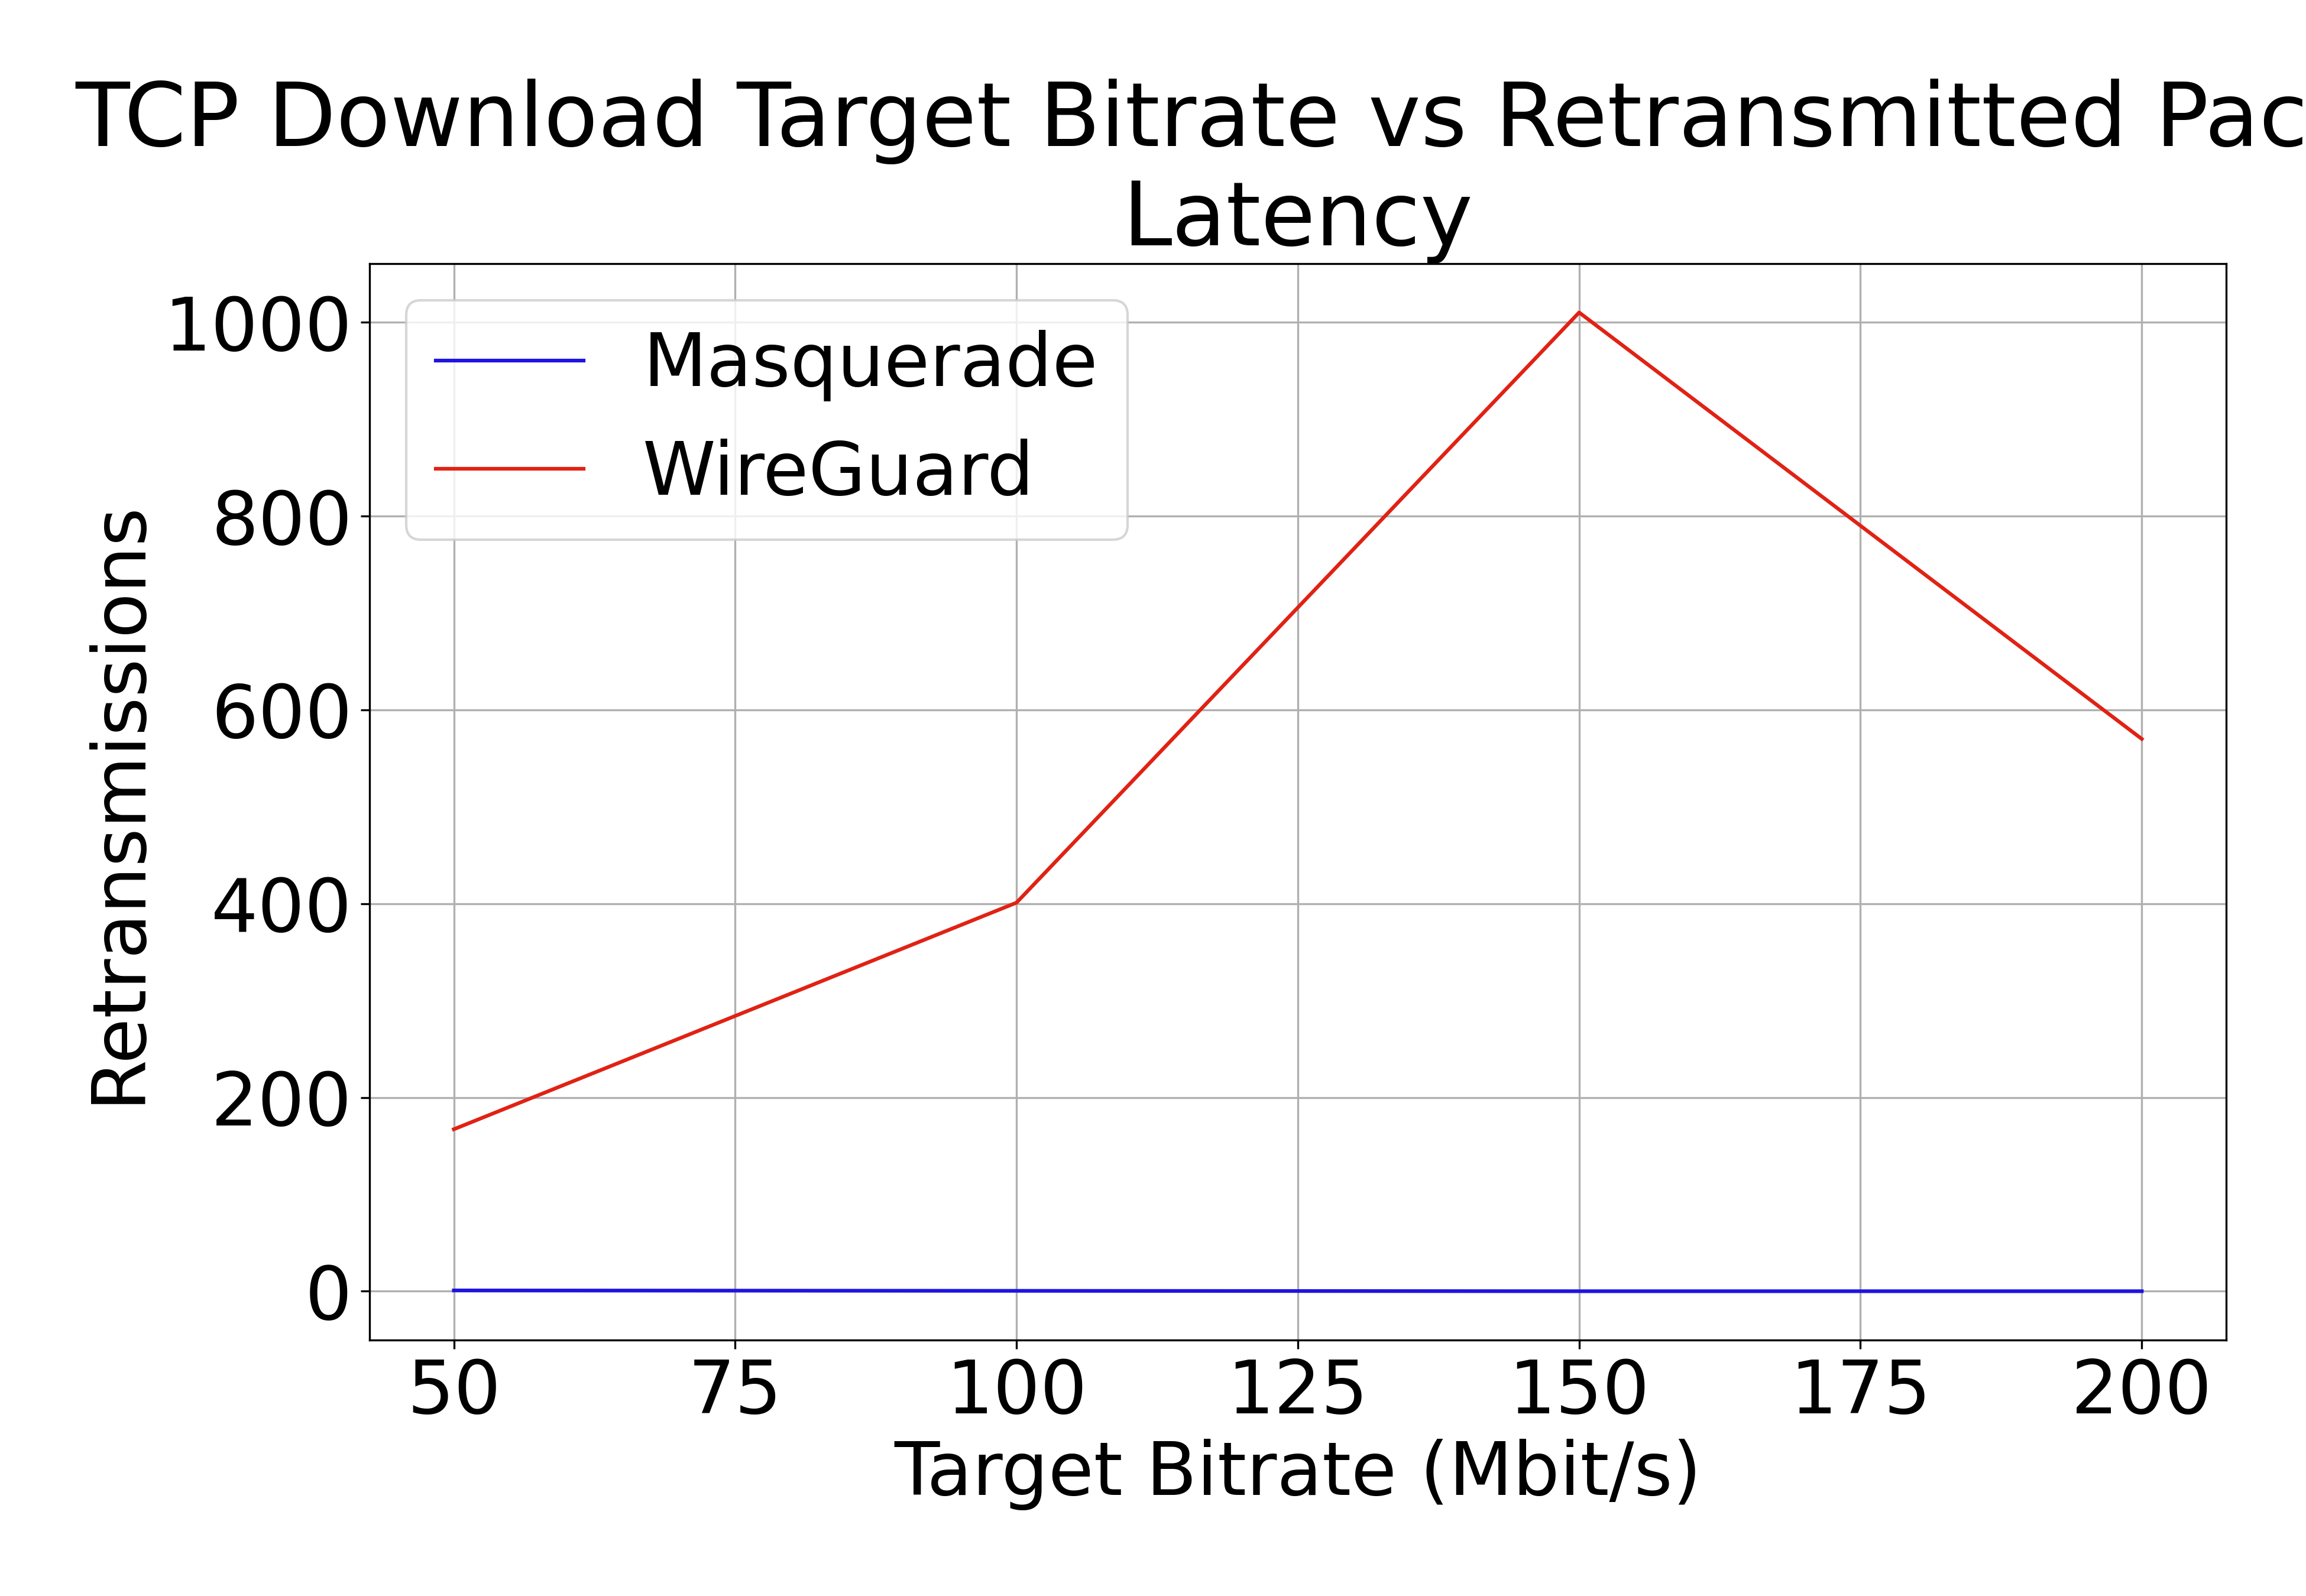 TCP Download Target Bitrate vs Retransmitted Pac
Latency
Masquerade
WireGuard
Retransmissions
1000
800
600
400
200
0
50 75 100 125 150 175 200
Target Bitrate (Mbit/s)